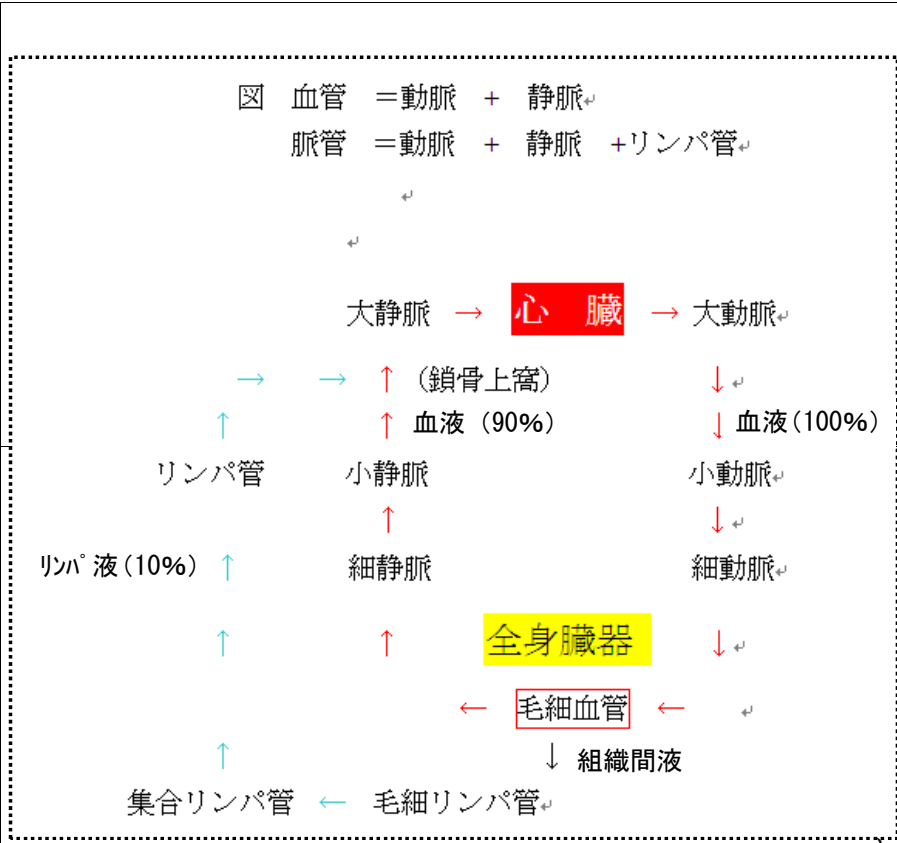 図 血管 =動脈 + 静脈↵
脈管 =動脈 + 静脈 +リンパ管↵
↵
↵
大静脈 → 心 臓 → 大動脈↵
→ → ↑ (鎖骨上窩) ↓ ↵
↑ ↑ 血液 (90%) ↓ 血液(100%)
リンパ管 小静脈 小動脈↵
↑ ↓ ↵
リンパ液(10%) ↑ 細静脈 細動脈↵
↑ ↑ 全身臓器 ↓ ↵
← 毛細血管 ← ↵
↑ ↓ 組織間液
集合リンパ管 ← 毛細リンパ管↵